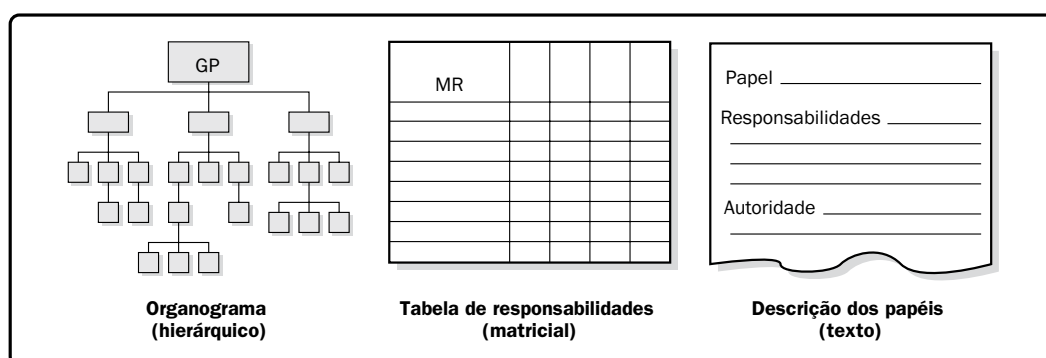 GP
MR
Papel
Responsabilidades
Autoridade
Organograma
(hierárquico)
Tabela de responsabilidades
(matricial)
Descrição dos papéis
(texto)